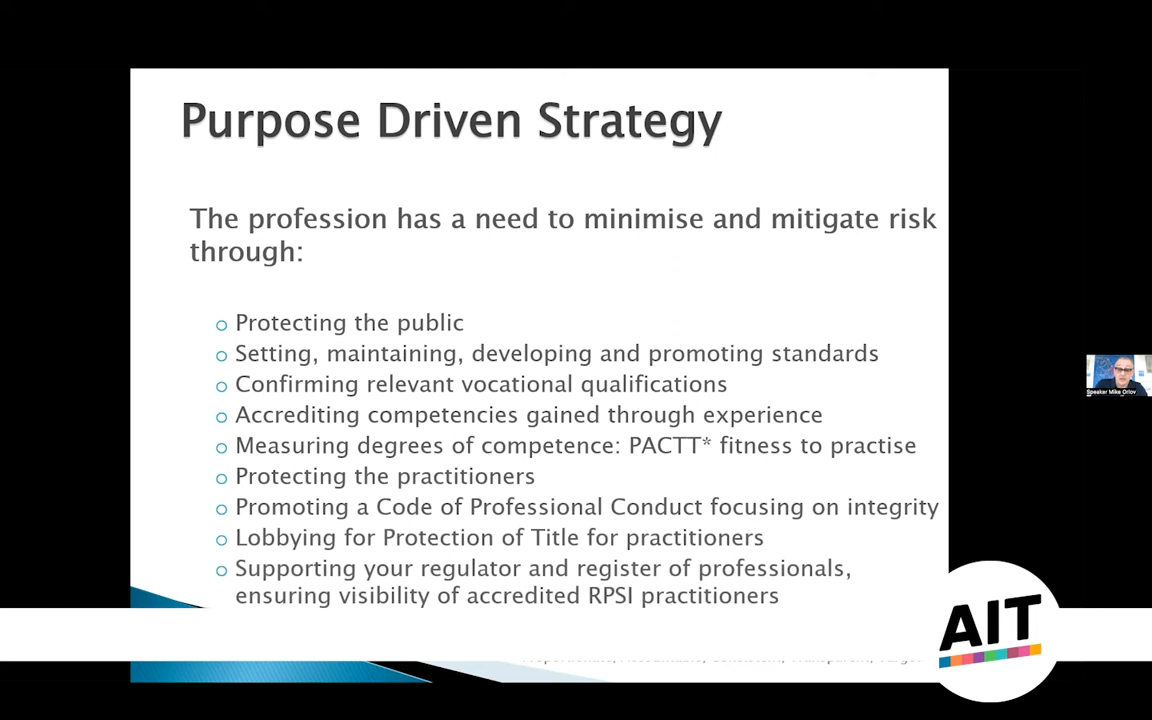 Purpose Driven Strategy
The profession has a need to minimise and mitigate risk
through:
Protecting the public
Setting, maintaining, developing and promoting standards
Confirming relevant vocational qualifications
Accrediting competencies gained through experience
Measuring degrees of competence: PACTT* fitness to practise
Protecting the practitioners
Promoting a Code of Professional Conduct focusing on integrity
Lobbying for Protection of Title for practitioners
Supporting your regulator and register of professionals,
ensuring visibility of accredited RPSI practitioners
Speaker Mike Orlov
AIT